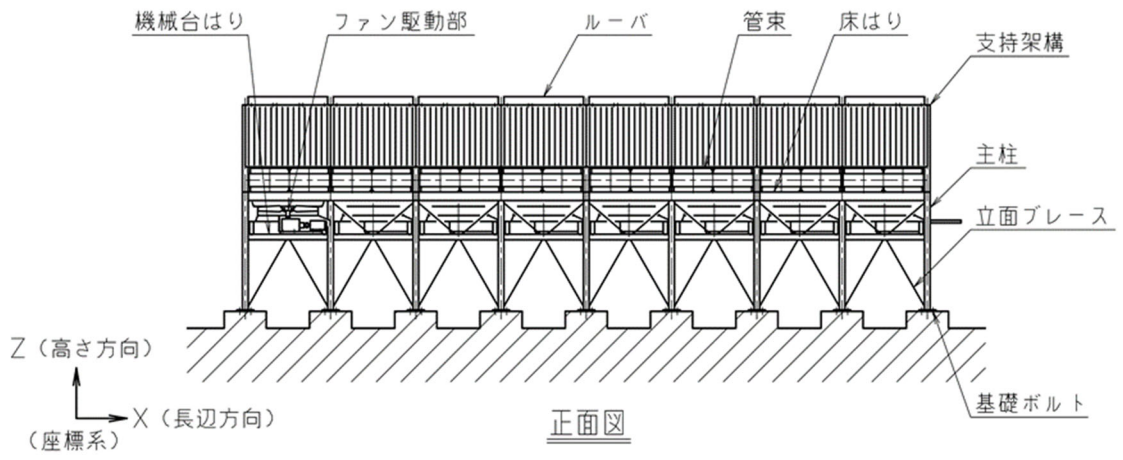 機械台はり
ファン駆動部
ルーバ
管束
床はり
支持架構
主柱
立面ブレース
Z（高さ方向）
X（長辺方向）
（座標系）
正面図
基礎ボルト